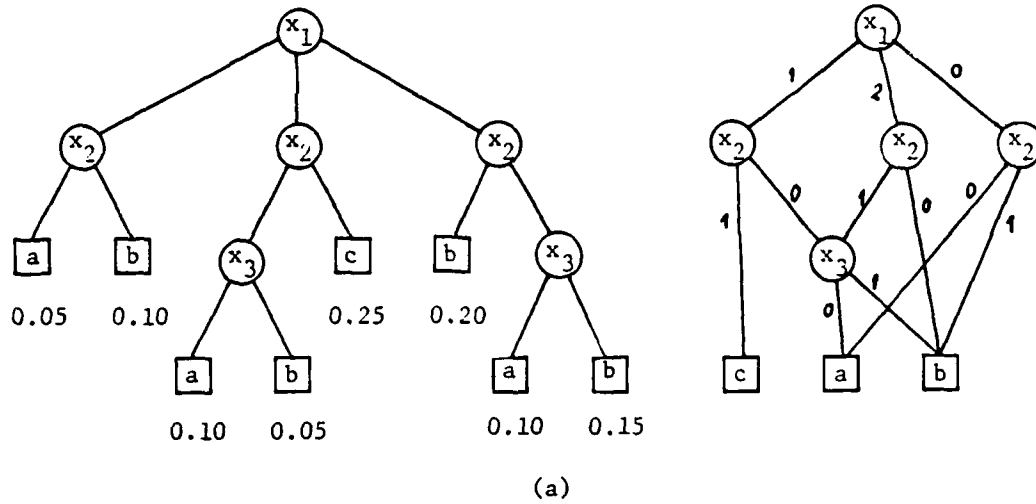 x1 x1
1 2 0
x2 x2 x2 x2 x2 x2
0 1 0
1 0 1
a b x3 c b x3 x3
0.05 0.10 0.25 0.20 0 1
a b a b c a b
0.10 0.05 0.10 0.15
(a)